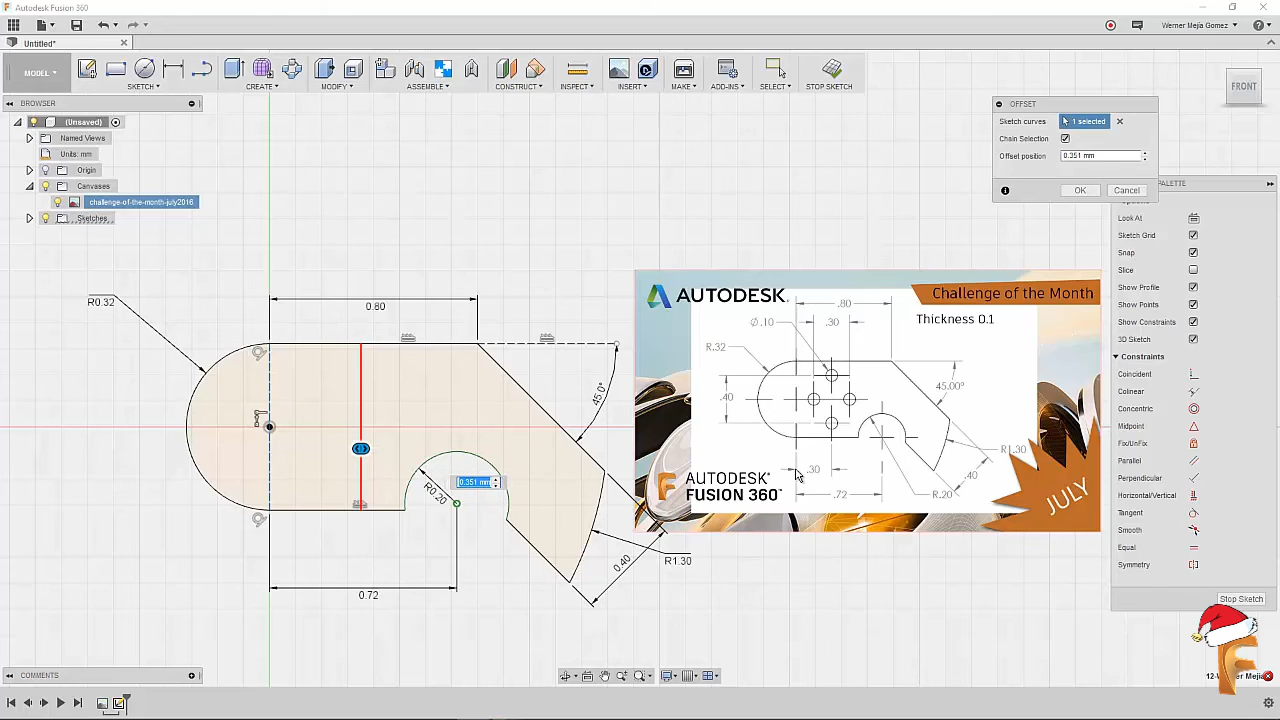 Autodesk Fusion 360
Werner Mejia Gomez
Untitled*
MODEL
SKETCH
CREATE
MODIFY
ASSEMBLE
CONSTRUCT
INSPECT
INSERT
MAKE
ADD-INS
SELECT
STOP SKETCH
FRONT
BROWSER
(Unsaved)
Named Views
Units: mm
Origin
Canvases
challenge-of-the-month-july2016
Sketches
OFFSET
Sketch curves
1 selected
Chain Selection
Offset position
0.351 mm
OK
Cancel
PALETTE
Look At
Sketch Grid
Snap
Slice
Show Profile
Show Points
Show Constraints
3D Sketch
Constraints
Coincident
Colinear
Concentric
Midpoint
Fix/UnFix
Parallel
Perpendicular
Horizontal/Vertical
Tangent
Smooth
Equal
Symmetry
Stop Sketch
R0.32
0.80
45.0°
R0.20
0.351 mm
0.72
0.40
R1.30
AUTODESK.
Challenge of the Month
Thickness 0.1
.80
Ø.10
.30
R.32
.40
45.00°
R1.30
.30
.40
.72
R.20
AUTODESK®
FUSION 360™
JULY
COMMENTS
12-Werner Mejia Gomez